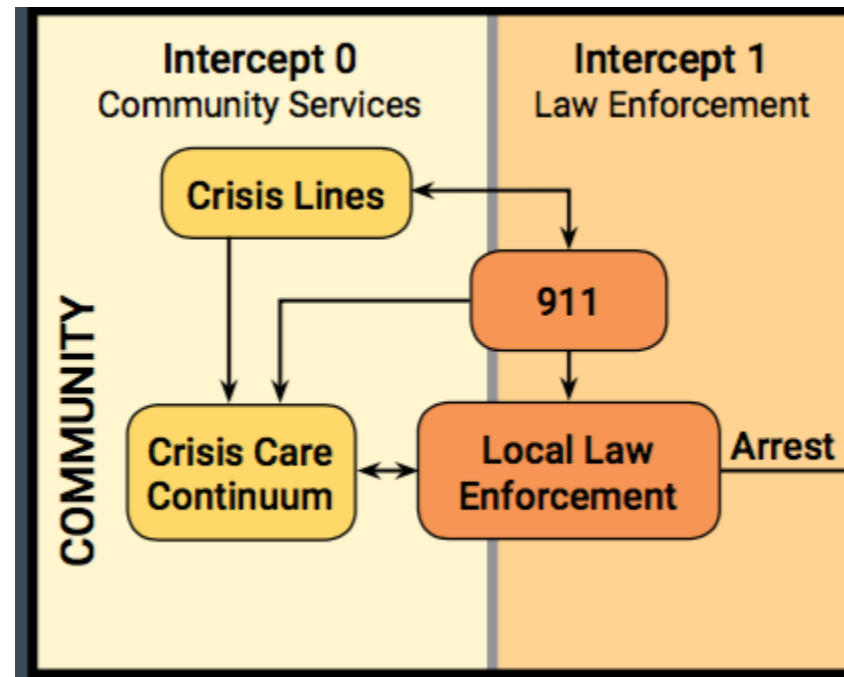 Intercept 0
Community Services
Intercept 1
Law Enforcement
Crisis Lines
911
COMMUNITY
Crisis Care
Continuum
Local Law
Enforcement
Arrest